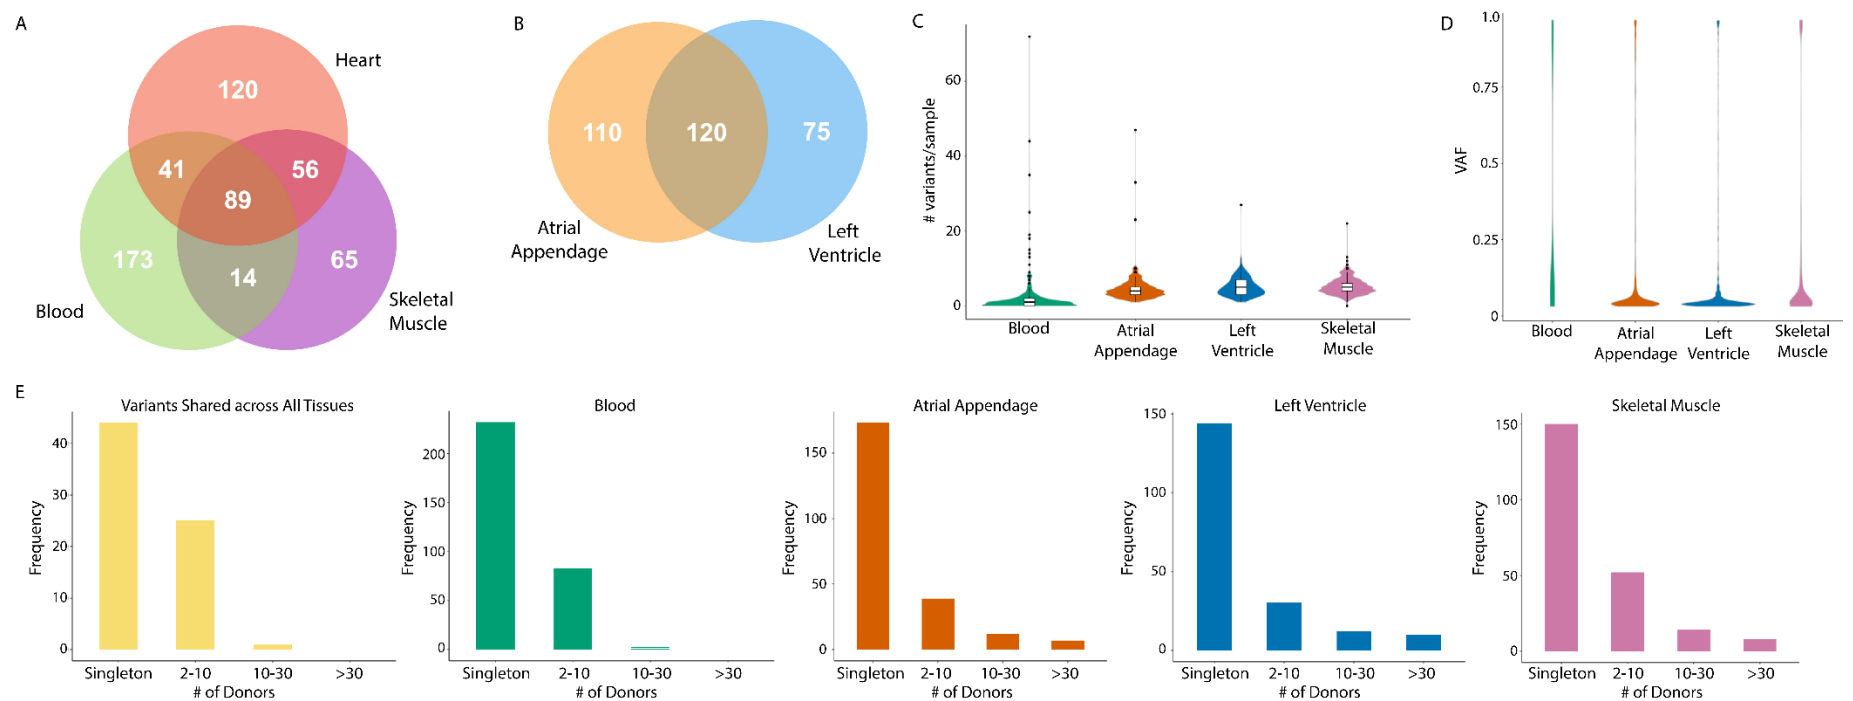 A
Heart
120
41
56
89
173
14
65
Blood
Skeletal
Muscle
B
110
120
75
Atrial
Appendage
Left
Ventricle
C
# variants/sample
60
40
20
0
Blood
Atrial
Appendage
Left
Ventricle
Skeletal
Muscle
D
VAF
1.0
0.75
0.5
0.25
0
Blood
Atrial
Appendage
Left
Ventricle
Skeletal
Muscle
E
Variants Shared across All Tissues
Frequency
40
30
20
10
0
Singleton 2-10 10-30 >30
# of Donors
Blood
Frequency
200
150
100
50
0
Singleton 2-10 10-30 >30
# of Donors
Atrial Appendage
Frequency
150
100
50
0
Singleton 2-10 10-30 >30
# of Donors
Left Ventricle
Frequency
150
100
50
0
Singleton 2-10 10-30 >30
# of Donors
Skeletal Muscle
Frequency
150
100
50
0
Singleton 2-10 10-30 >30
# of Donors